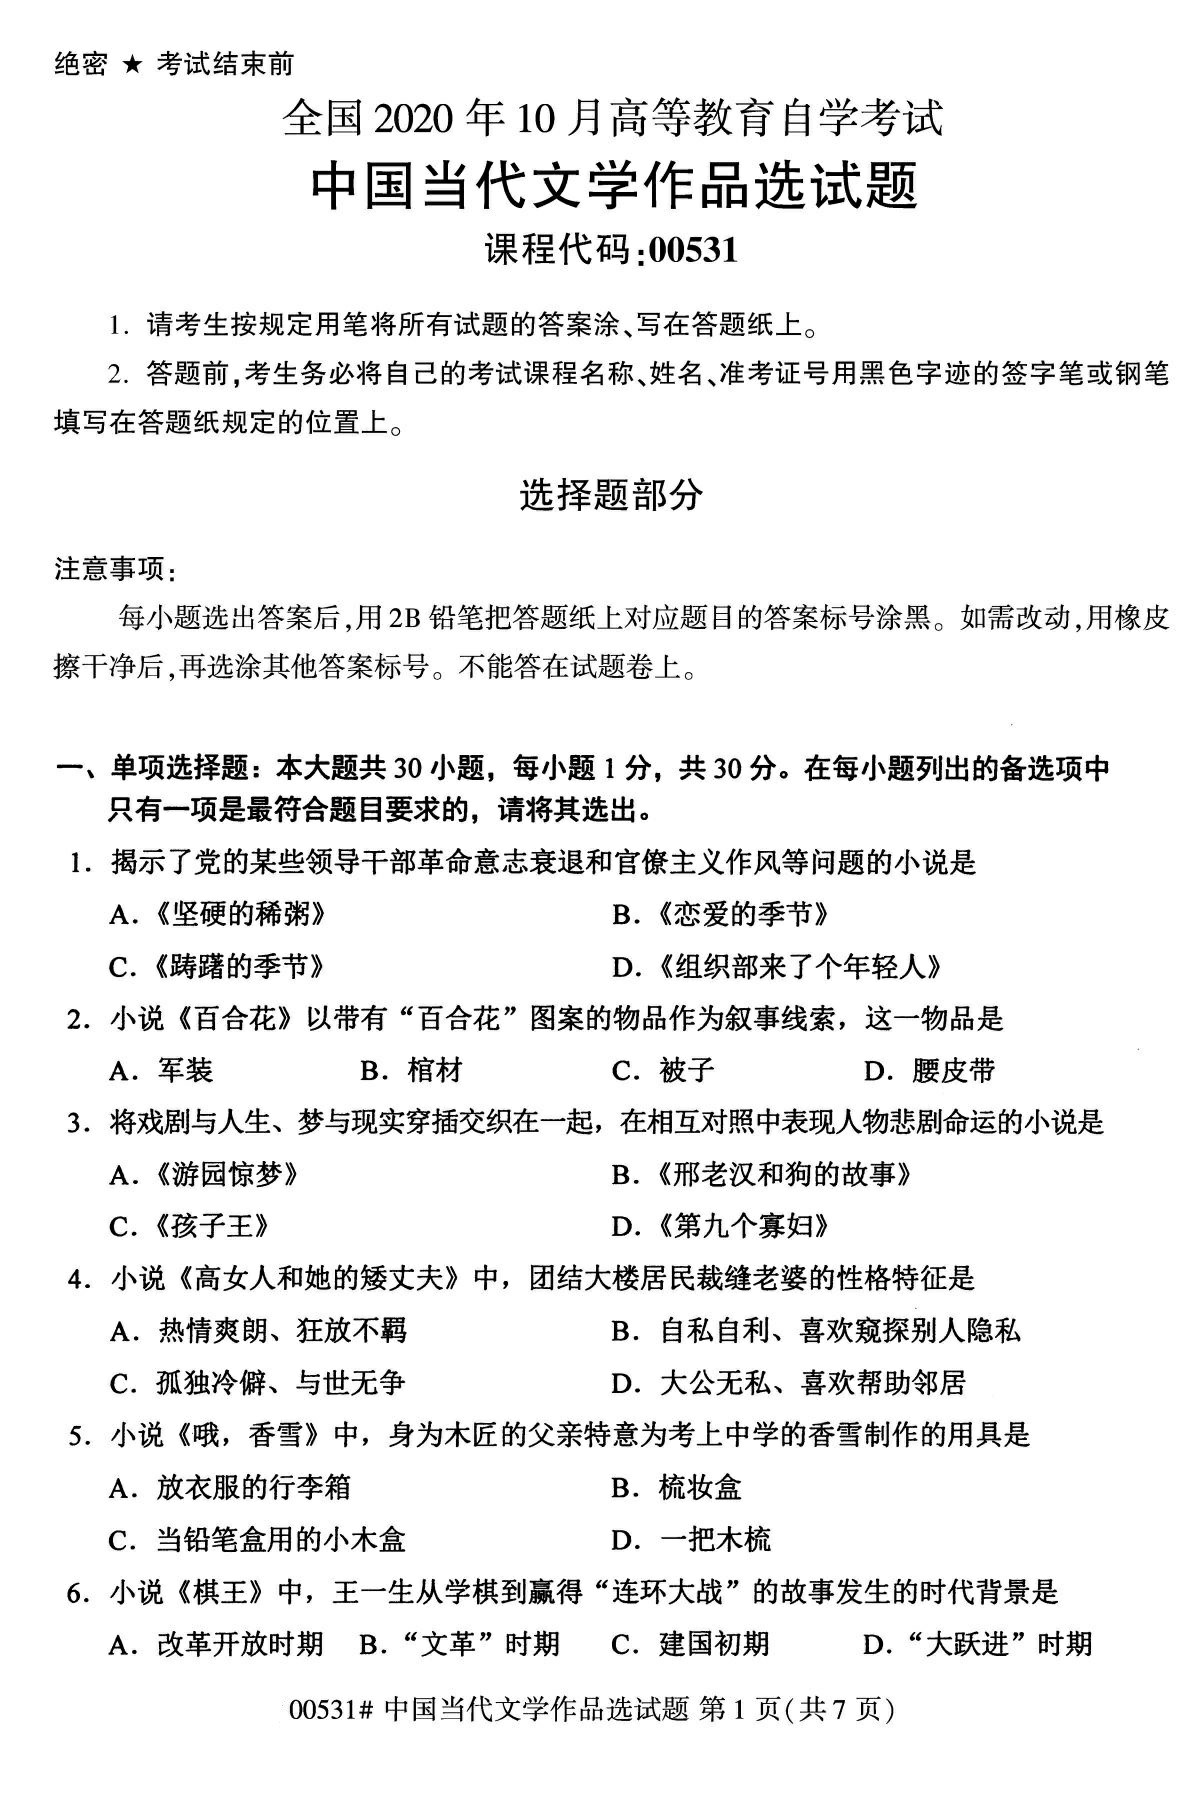 绝密 ★ 考试结束前
全国 2020 年 10 月高等教育自学考试
中国当代文学作品选试题
课程代码:00531
1. 请考生按规定用笔将所有试题的答案涂、写在答题纸上。
2. 答题前,考生务必将自己的考试课程名称、姓名、准考证号用黑色字迹的签字笔或钢笔
填写在答题纸规定的位置上。
选择题部分
注意事项:
每小题选出答案后,用 2B 铅笔把答题纸上对应题目的答案标号涂黑。如需改动,用橡皮
擦干净后,再选涂其他答案标号。不能答在试题卷上。
一、单项选择题：本大题共 30 小题，每小题 1 分，共 30 分。在每小题列出的备选项中
只有一项是最符合题目要求的，请将其选出。
1．揭示了党的某些领导干部革命意志衰退和官僚主义作风等问题的小说是
A.《坚硬的稀粥》 B.《恋爱的季节》
C.《踌躇的季节》 D.《组织部来了个年轻人》
2．小说《百合花》以带有“百合花”图案的物品作为叙事线索，这一物品是
A．军装 B．棺材 C．被子 D．腰皮带
3．将戏剧与人生、梦与现实穿插交织在一起，在相互对照中表现人物悲剧命运的小说是
A.《游园惊梦》 B.《邢老汉和狗的故事》
C.《孩子王》 D.《第九个寡妇》
4．小说《高女人和她的矮丈夫》中，团结大楼居民裁缝老婆的性格特征是
A．热情爽朗、狂放不羁 B．自私自利、喜欢窥探别人隐私
C．孤独冷僻、与世无争 D．大公无私、喜欢帮助邻居
5．小说《哦，香雪》中，身为木匠的父亲特意为考上中学的香雪制作的用具是
A．放衣服的行李箱 B．梳妆盒
C．当铅笔盒用的小木盒 D．一把木梳
6．小说《棋王》中，王一生从学棋到赢得“连环大战”的故事发生的时代背景是
A．改革开放时期 B.“文革”时期 C．建国初期 D.“大跃进”时期
00531# 中国当代文学作品选试题 第 1 页(共 7 页)